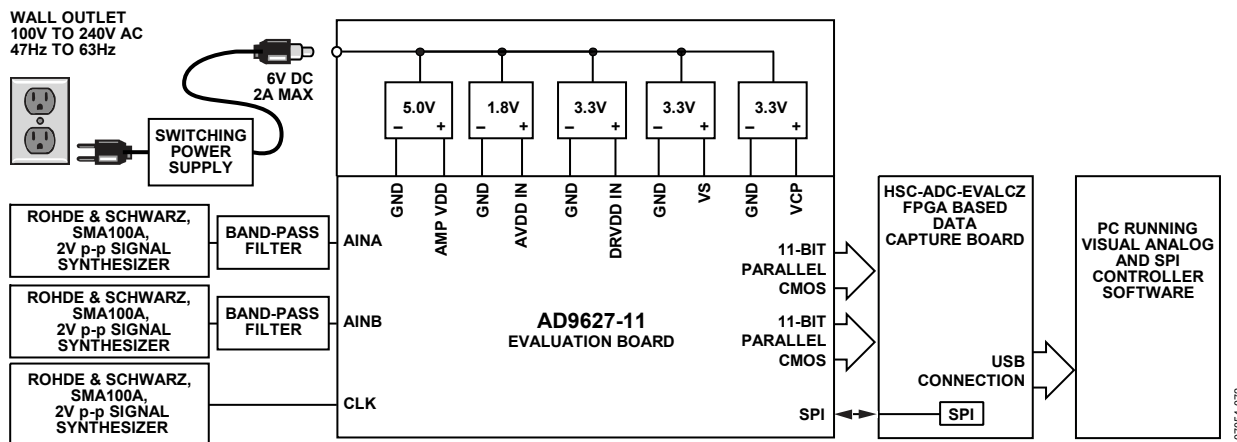 WALL OUTLET
100V TO 240V AC
47Hz TO 63Hz
6V DC
2A MAX
SWITCHING
POWER
SUPPLY
5.0V
– +
1.8V
– +
3.3V
– +
3.3V
– +
3.3V
– +
GND
AMP VDD
GND
AVDD IN
GND
DRVDD IN
GND
VS
GND
VCP
ROHDE & SCHWARZ,
SMA100A,
2V p-p SIGNAL
SYNTHESIZER
BAND-PASS
FILTER
AINA
ROHDE & SCHWARZ,
SMA100A,
2V p-p SIGNAL
SYNTHESIZER
BAND-PASS
FILTER
AINB
ROHDE & SCHWARZ,
SMA100A,
2V p-p SIGNAL
SYNTHESIZER
CLK
AD9627-11
EVALUATION BOARD
11-BIT
PARALLEL
CMOS
11-BIT
PARALLEL
CMOS
SPI
HSC-ADC-EVALCZ
FPGA BASED
DATA
CAPTURE BOARD
USB
CONNECTION
SPI
PC RUNNING
VISUAL ANALOG
AND SPI
CONTROLLER
SOFTWARE